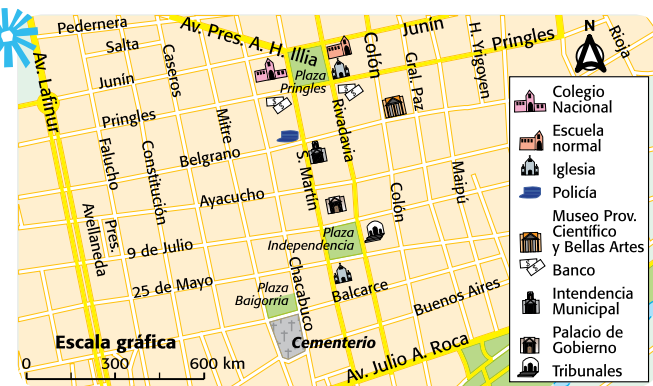 Pedernera
Salta
Junín
Pringles
Av. Lafinur
Caseros
Av. Pres. A. H. Illia
Junín
Pringles
Plaza
Pringles
Colón
Gral. Paz
H. Yrigoyen
Rioja
N
Falucho
Constitución
Mitre
Belgrano
Rivadavia
S. Martín
Ayacucho
Colón
Maipú
Pres.
Avellaneda
9 de Julio
Plaza
Independencia
25 de Mayo
Chacabuco
Plaza
Baigorria
Balcarce
Buenos Aires
Cementerio
Av. Julio A. Roca
Escala gráfica
0 300 600 km
Colegio
Nacional
Escuela
normal
Iglesia
Policía
Museo Prov.
Científico
y Bellas Artes
Banco
Intendencia
Municipal
Palacio de
Gobierno
Tribunales